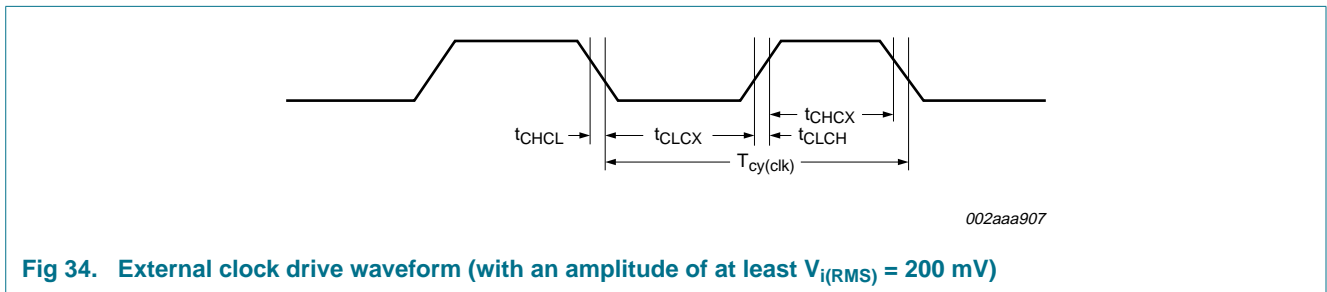 tCHCX
tCHCL tCLCX tCLCH
Tcy(clk)
002aaa907
Fig 34. External clock drive waveform (with an amplitude of at least Vi(RMS) = 200 mV)